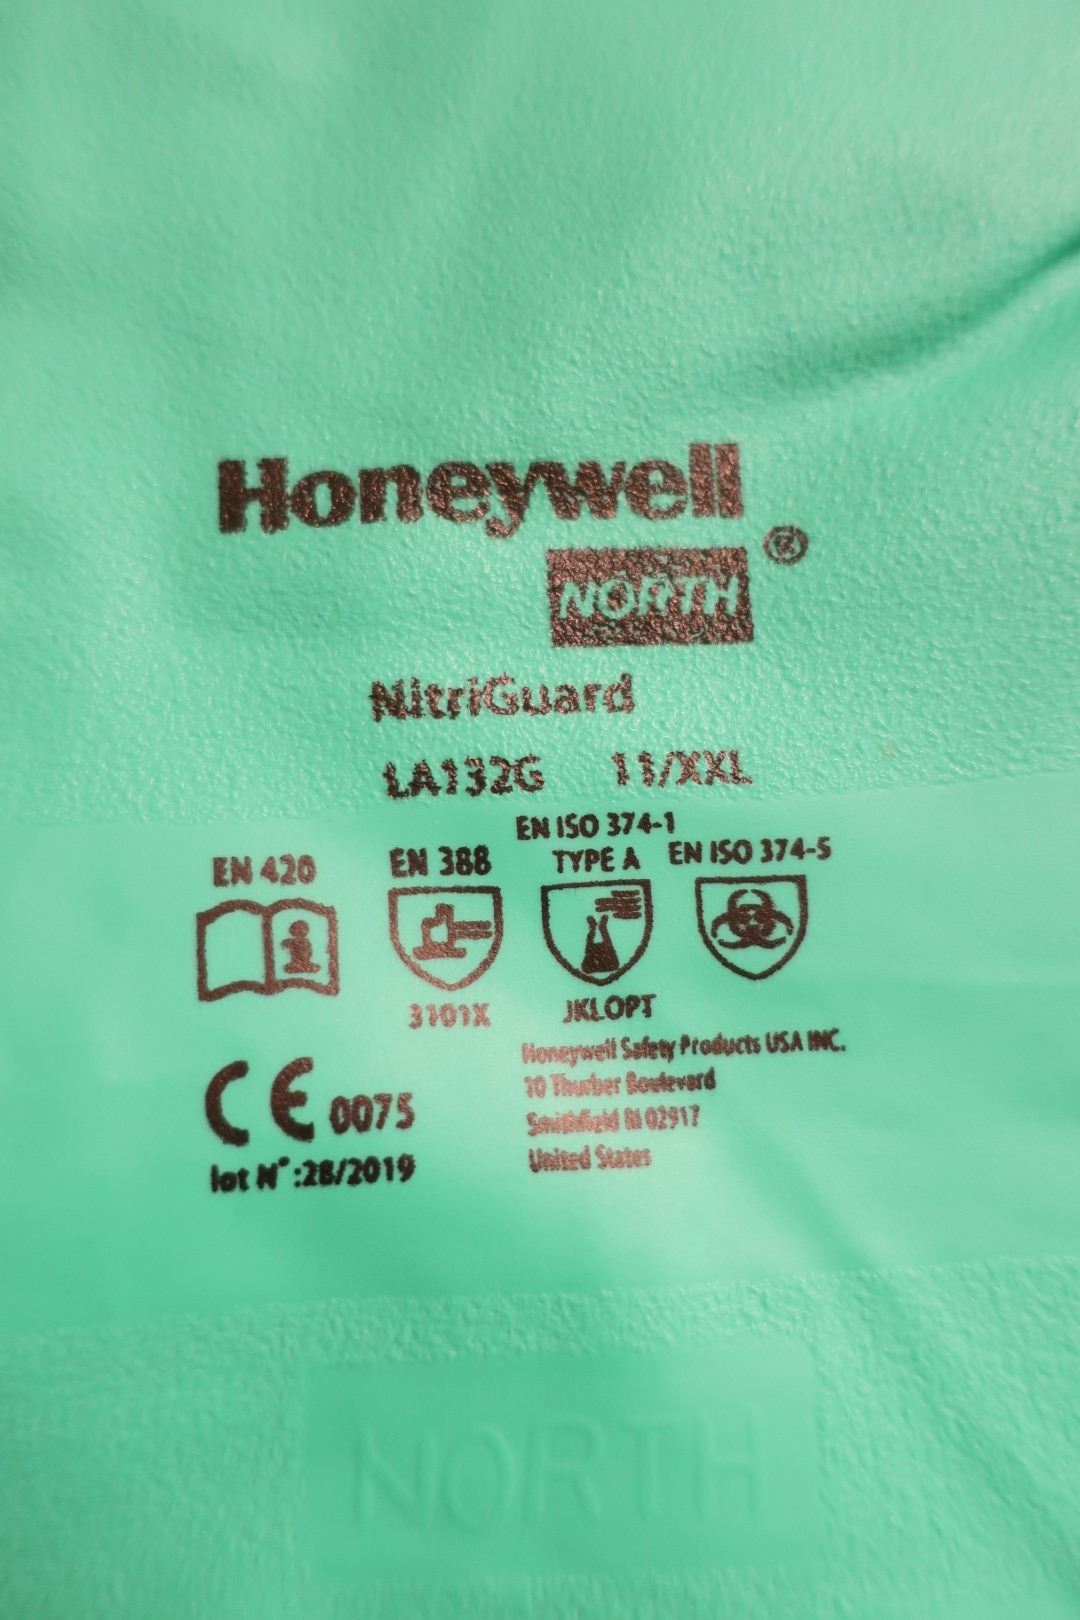 Honeywell
NORTH ®
NitriGuard
LA132G 11/XXL
EN 420
EN 388
EN ISO 374-1
TYPE A
EN ISO 374-5
3101X
JKLOPT
CE 0075
lot N°:28/2019
Honeywell Safety Products USA INC.
10 Thurber Boulevard
Smithfield RI 02917
United States
NORTH